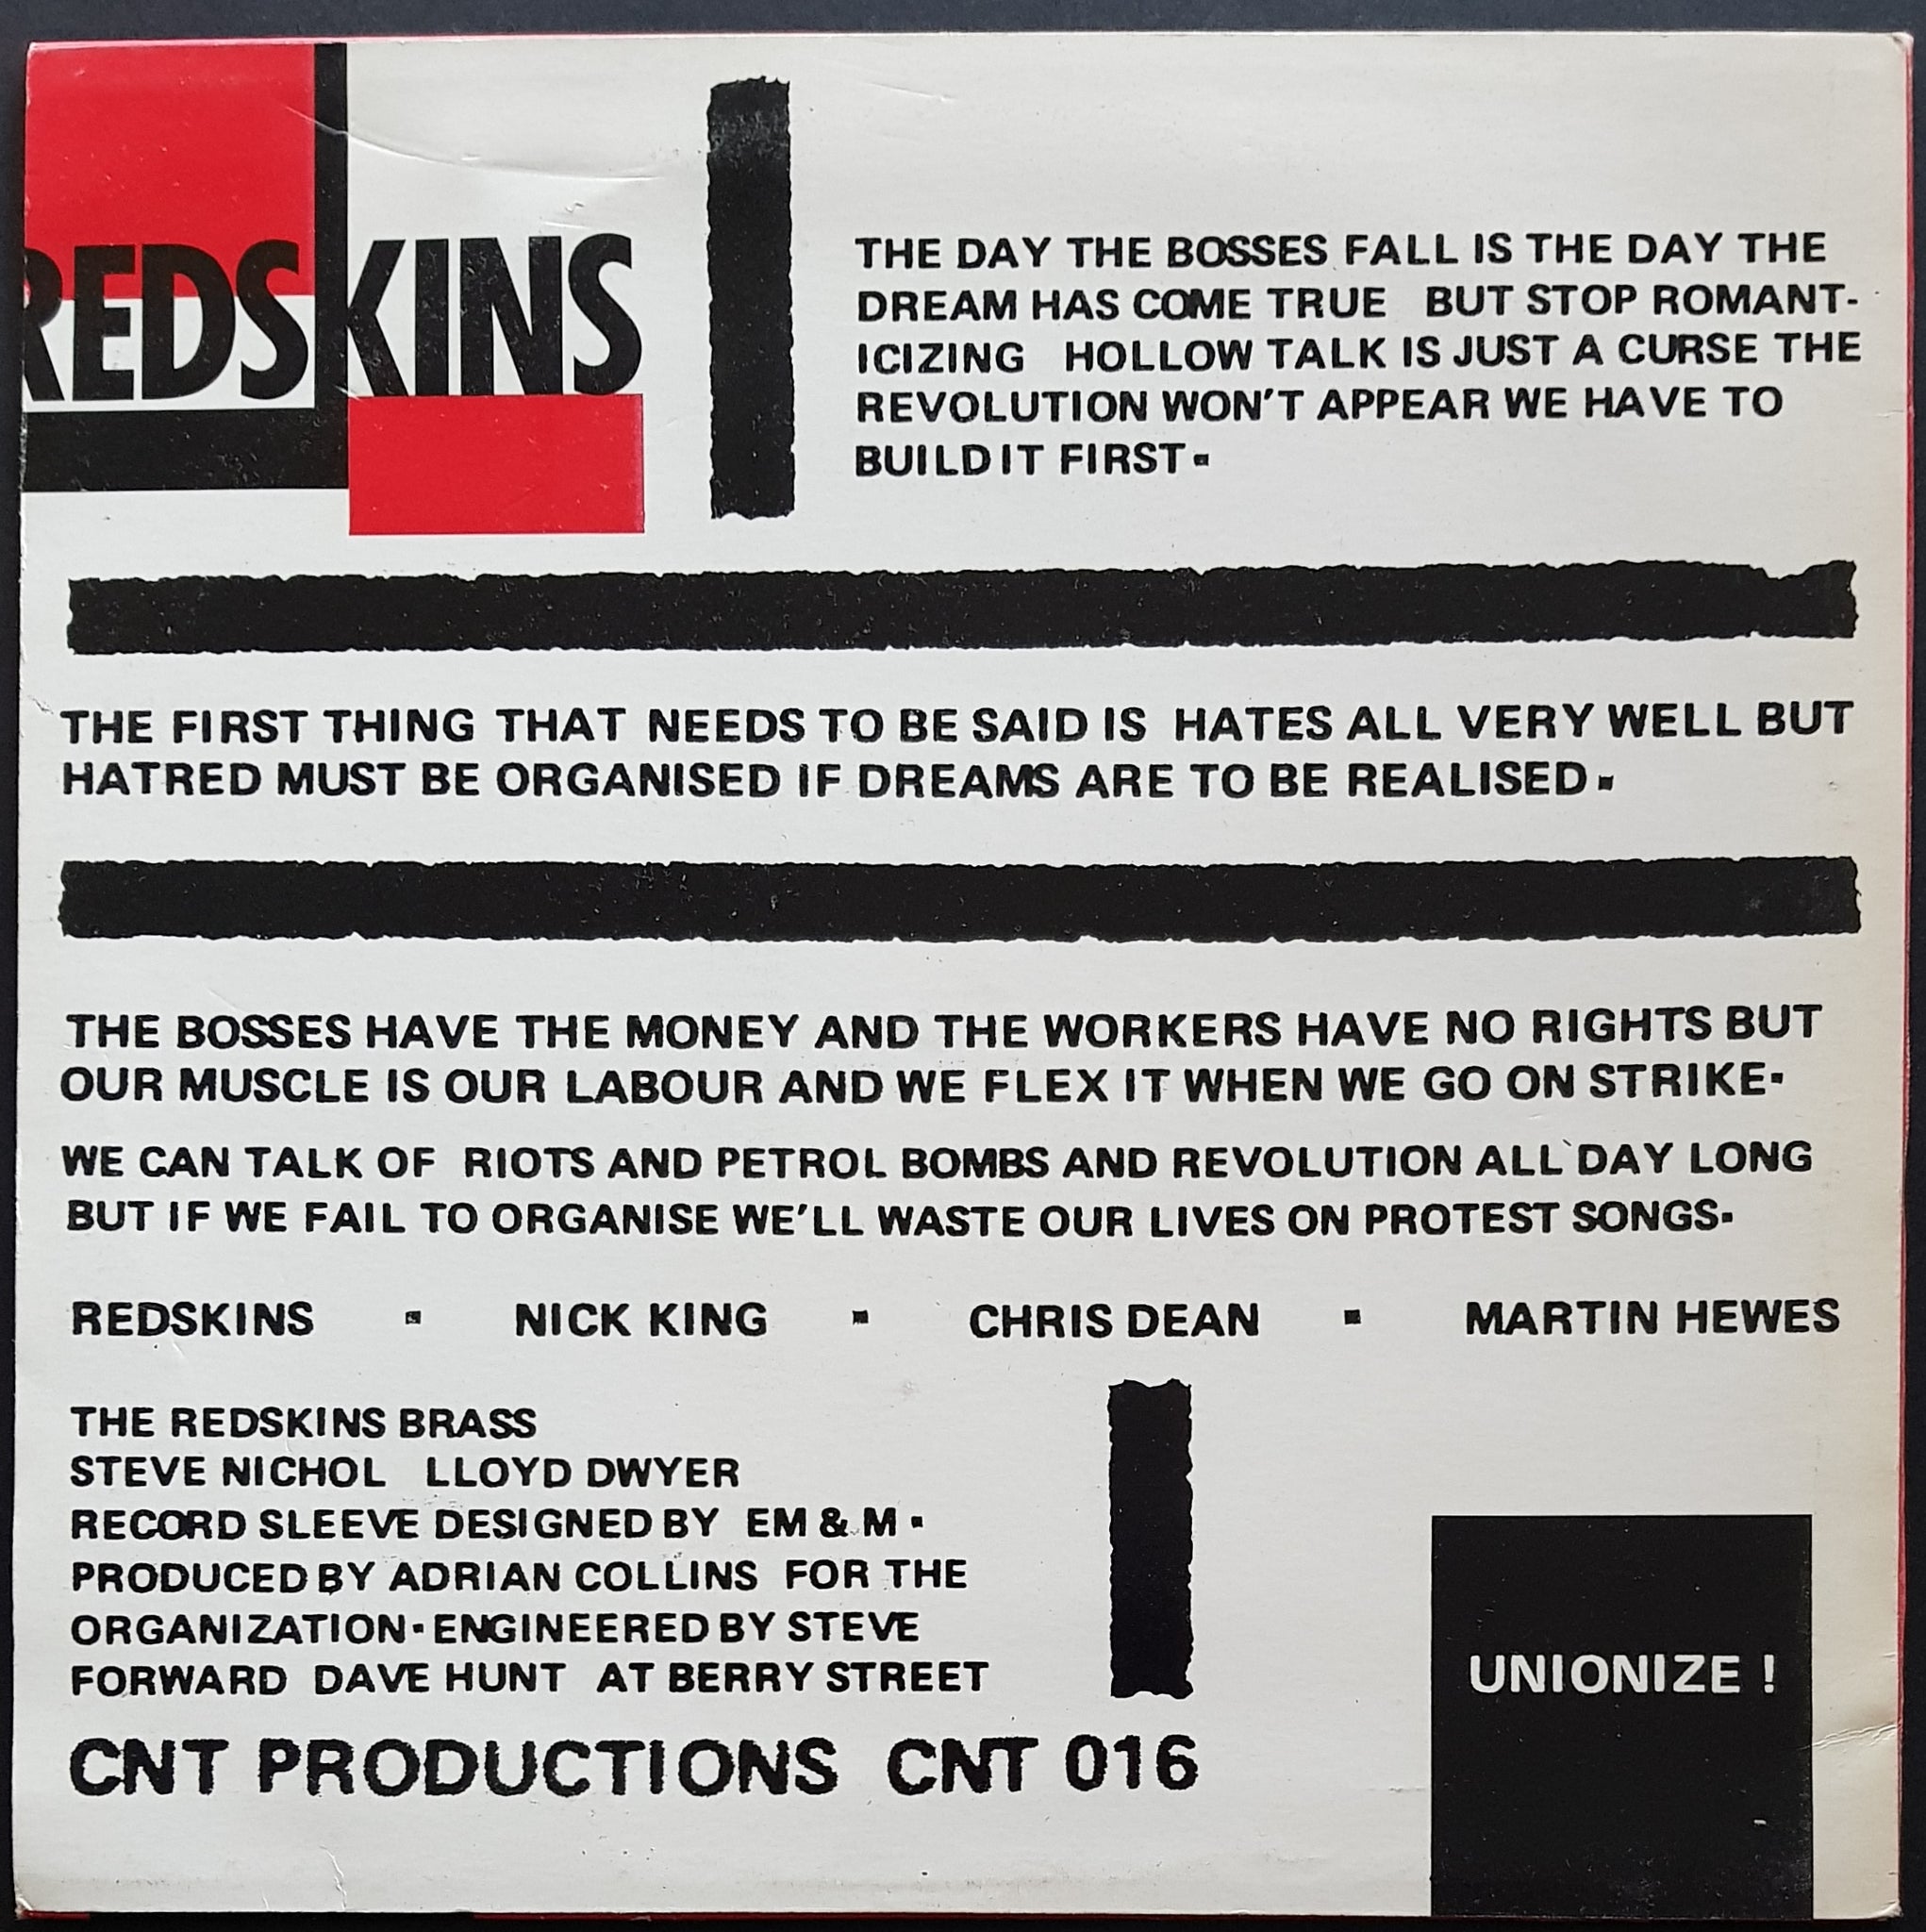 REDSKINS
THE DAY THE BOSSES FALL IS THE DAY THE
DREAM HAS COME TRUE BUT STOP ROMANT-
ICIZING HOLLOW TALK IS JUST A CURSE THE
REVOLUTION WON'T APPEAR WE HAVE TO
BUILD IT FIRST▪
THE FIRST THING THAT NEEDS TO BE SAID IS HATES ALL VERY WELL BUT
HATRED MUST BE ORGANISED IF DREAMS ARE TO BE REALISED▪
THE BOSSES HAVE THE MONEY AND THE WORKERS HAVE NO RIGHTS BUT
OUR MUSCLE IS OUR LABOUR AND WE FLEX IT WHEN WE GO ON STRIKE▪
WE CAN TALK OF RIOTS AND PETROL BOMBS AND REVOLUTION ALL DAY LONG
BUT IF WE FAIL TO ORGANISE WE'LL WASTE OUR LIVES ON PROTEST SONGS▪
REDSKINS ▪ NICK KING ▪ CHRIS DEAN ▪ MARTIN HEWES
THE REDSKINS BRASS
STEVE NICHOL LLOYD DWYER
RECORD SLEEVE DESIGNED BY EM & M▪
PRODUCED BY ADRIAN COLLINS FOR THE
ORGANIZATION▪ENGINEERED BY STEVE
FORWARD DAVE HUNT AT BERRY STREET
CNT PRODUCTIONS CNT 016
UNIONIZE !